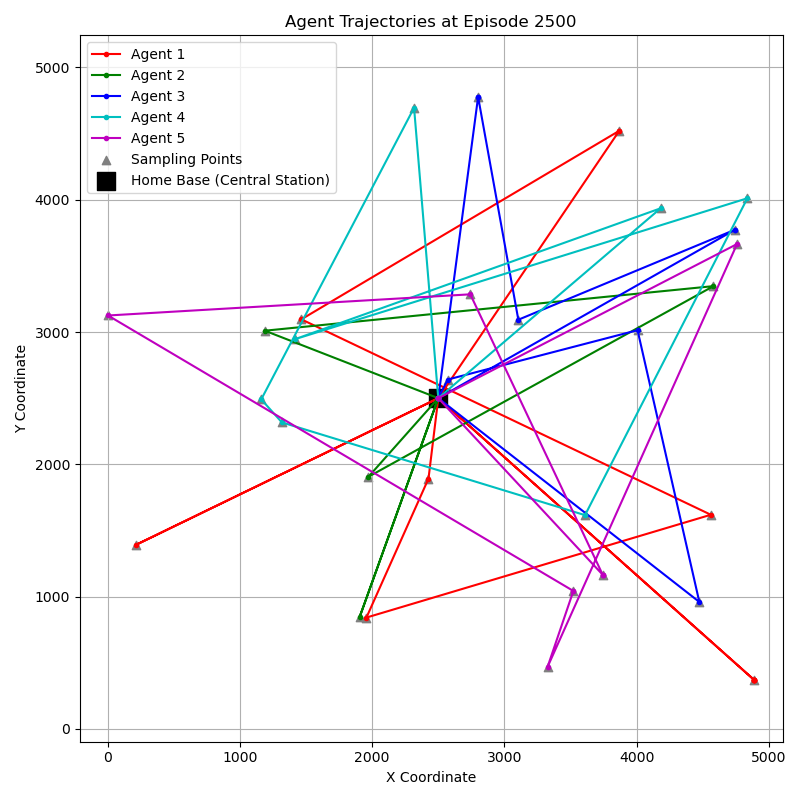 Agent Trajectories at Episode 2500
Agent 1
Agent 2
Agent 3
Agent 4
Agent 5
Sampling Points
Home Base (Central Station)
5000
4000
3000
2000
1000
0
Y Coordinate
0 1000 2000 3000 4000 5000
X Coordinate